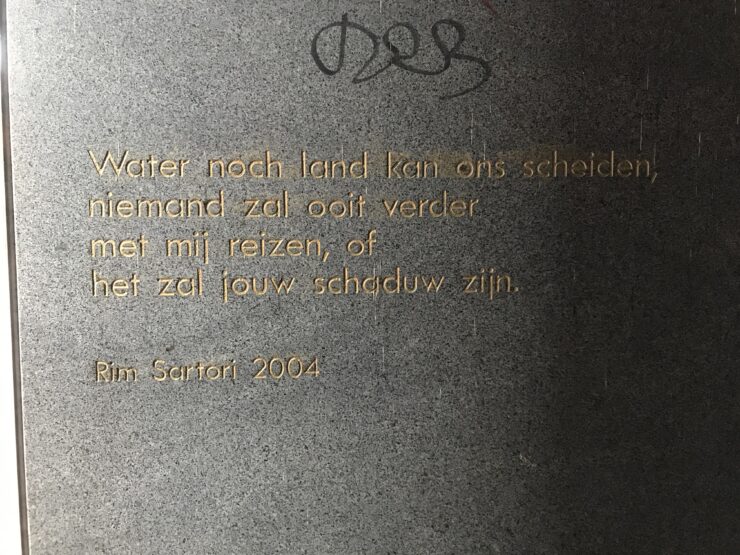 Water noch land kan ons scheiden,
niemand zal ooit verder
met mij reizen, of
het zal jouw schaduw zijn.
Rim Sartori 2004